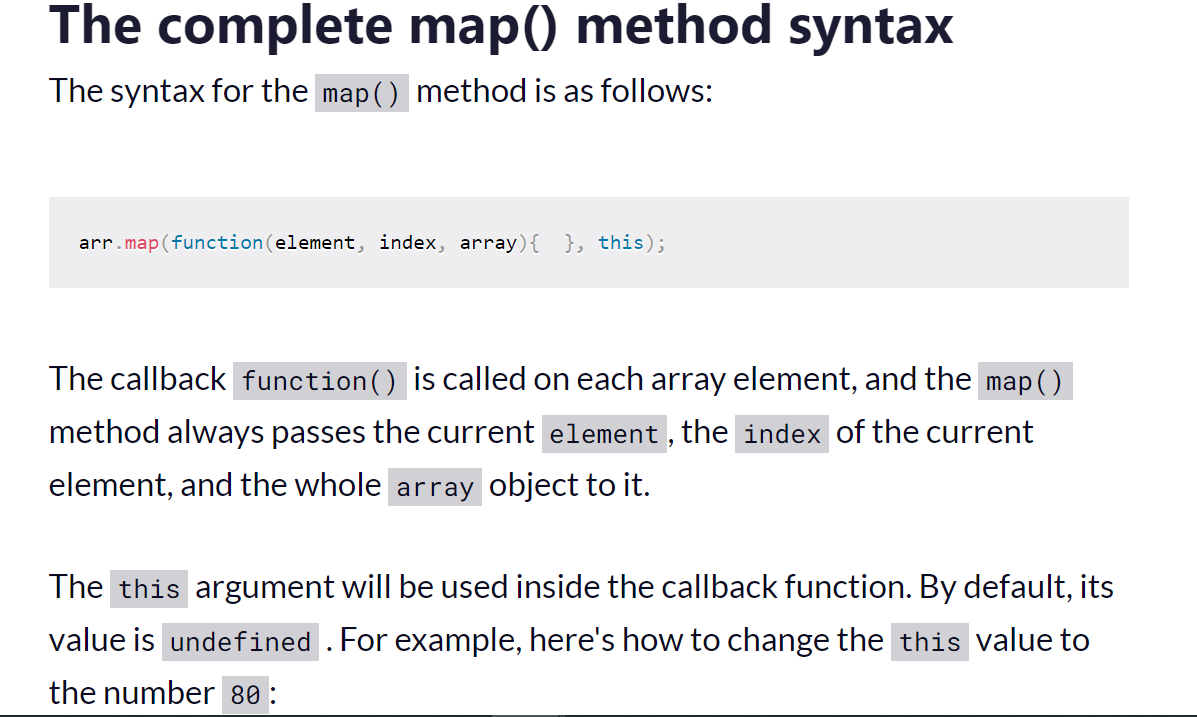 The complete map() method syntax
The syntax for the map() method is as follows:
arr.map(function(element, index, array){  }, this);
The callback function() is called on each array element, and the map()
method always passes the current element , the index of the current
element, and the whole array object to it.
The this argument will be used inside the callback function. By default, its
value is undefined . For example, here's how to change the this value to
the number 80 :